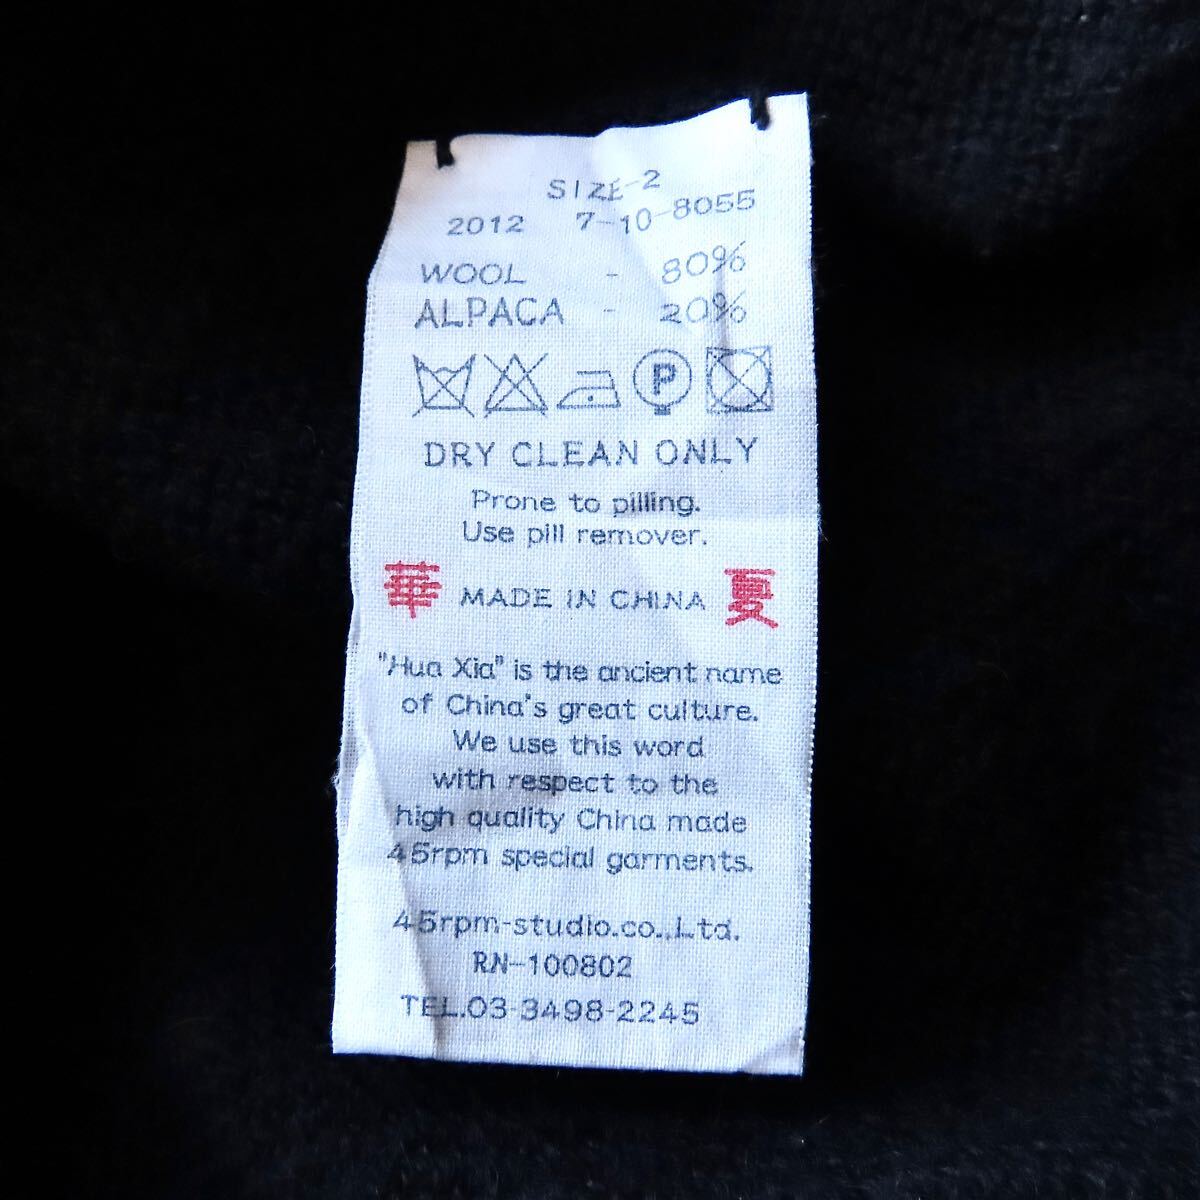 SIZE-2
2012 7-10-8055
WOOL - 80%
ALPACA - 20%
P
DRY CLEAN ONLY
Prone to pilling.
Use pill remover.
華 MADE IN CHINA 夏
"Hua Xia" is the ancient name
of China's great culture.
We use this word
with respect to the
high quality China made
45rpm special garments.
45rpm-studio.co.,Ltd.
RN-100802
TEL.03-3498-2245